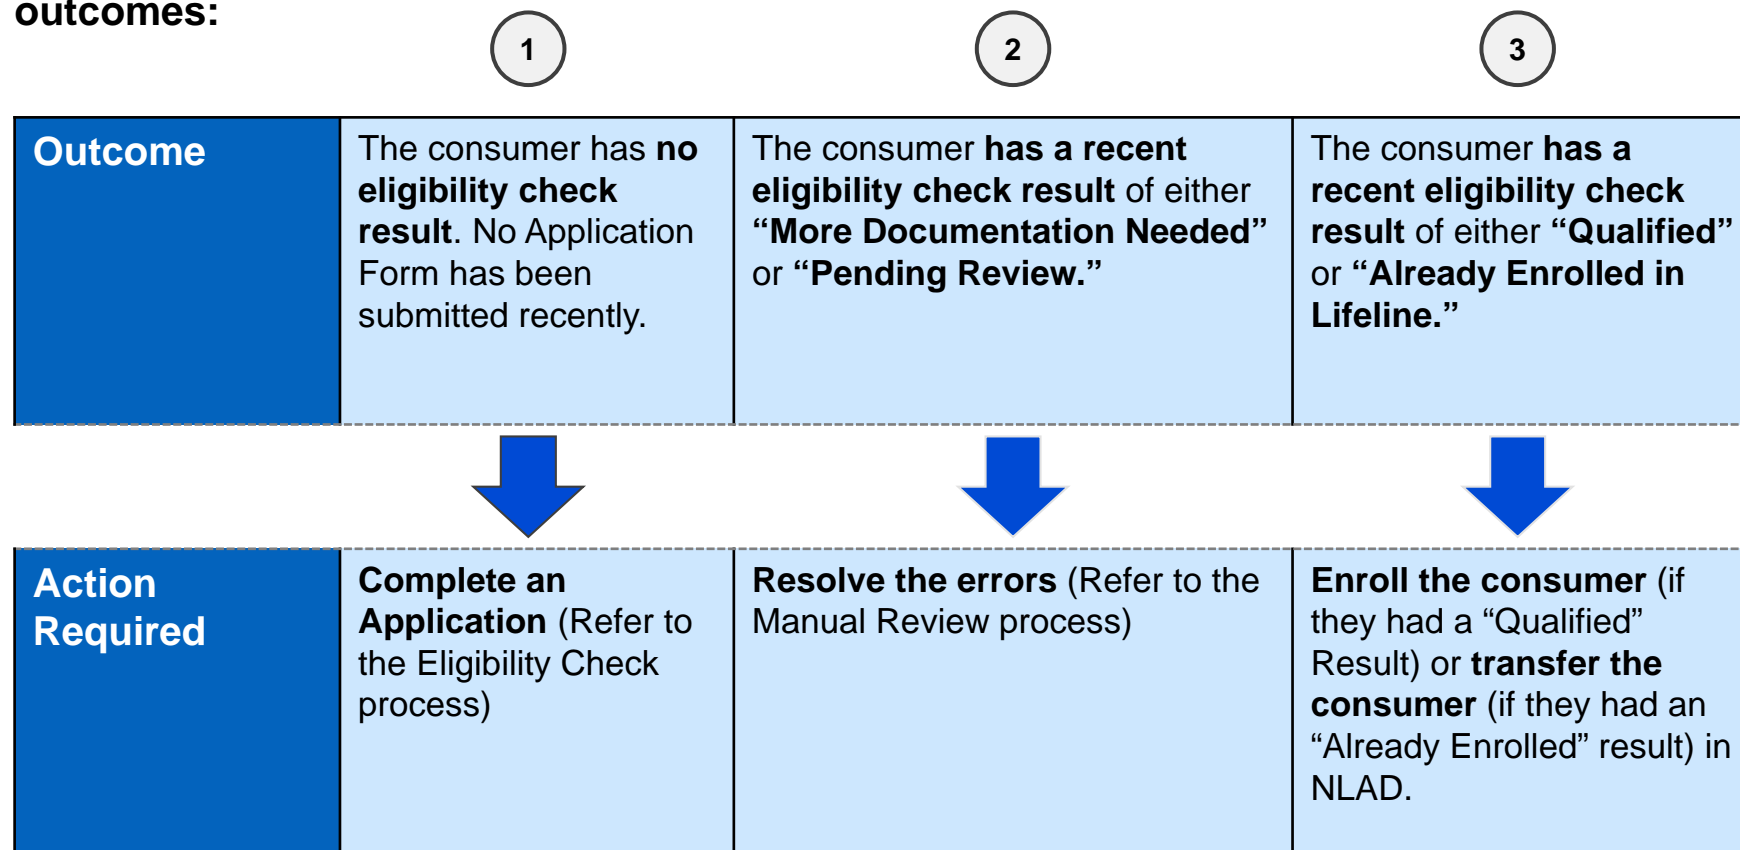 outcomes:
1
2
3
Outcome
The consumer has no
eligibility check
result. No Application
Form has been
submitted recently.
The consumer has a recent
eligibility check result of either
“More Documentation Needed”
or “Pending Review.”
The consumer has a
recent eligibility check
result of either “Qualified”
or “Already Enrolled in
Lifeline.”
Action
Required
Complete an
Application (Refer to
the Eligibility Check
process)
Resolve the errors (Refer to the
Manual Review process)
Enroll the consumer (if
they had a “Qualified”
Result) or transfer the
consumer (if they had an
“Already Enrolled” result) in
NLAD.